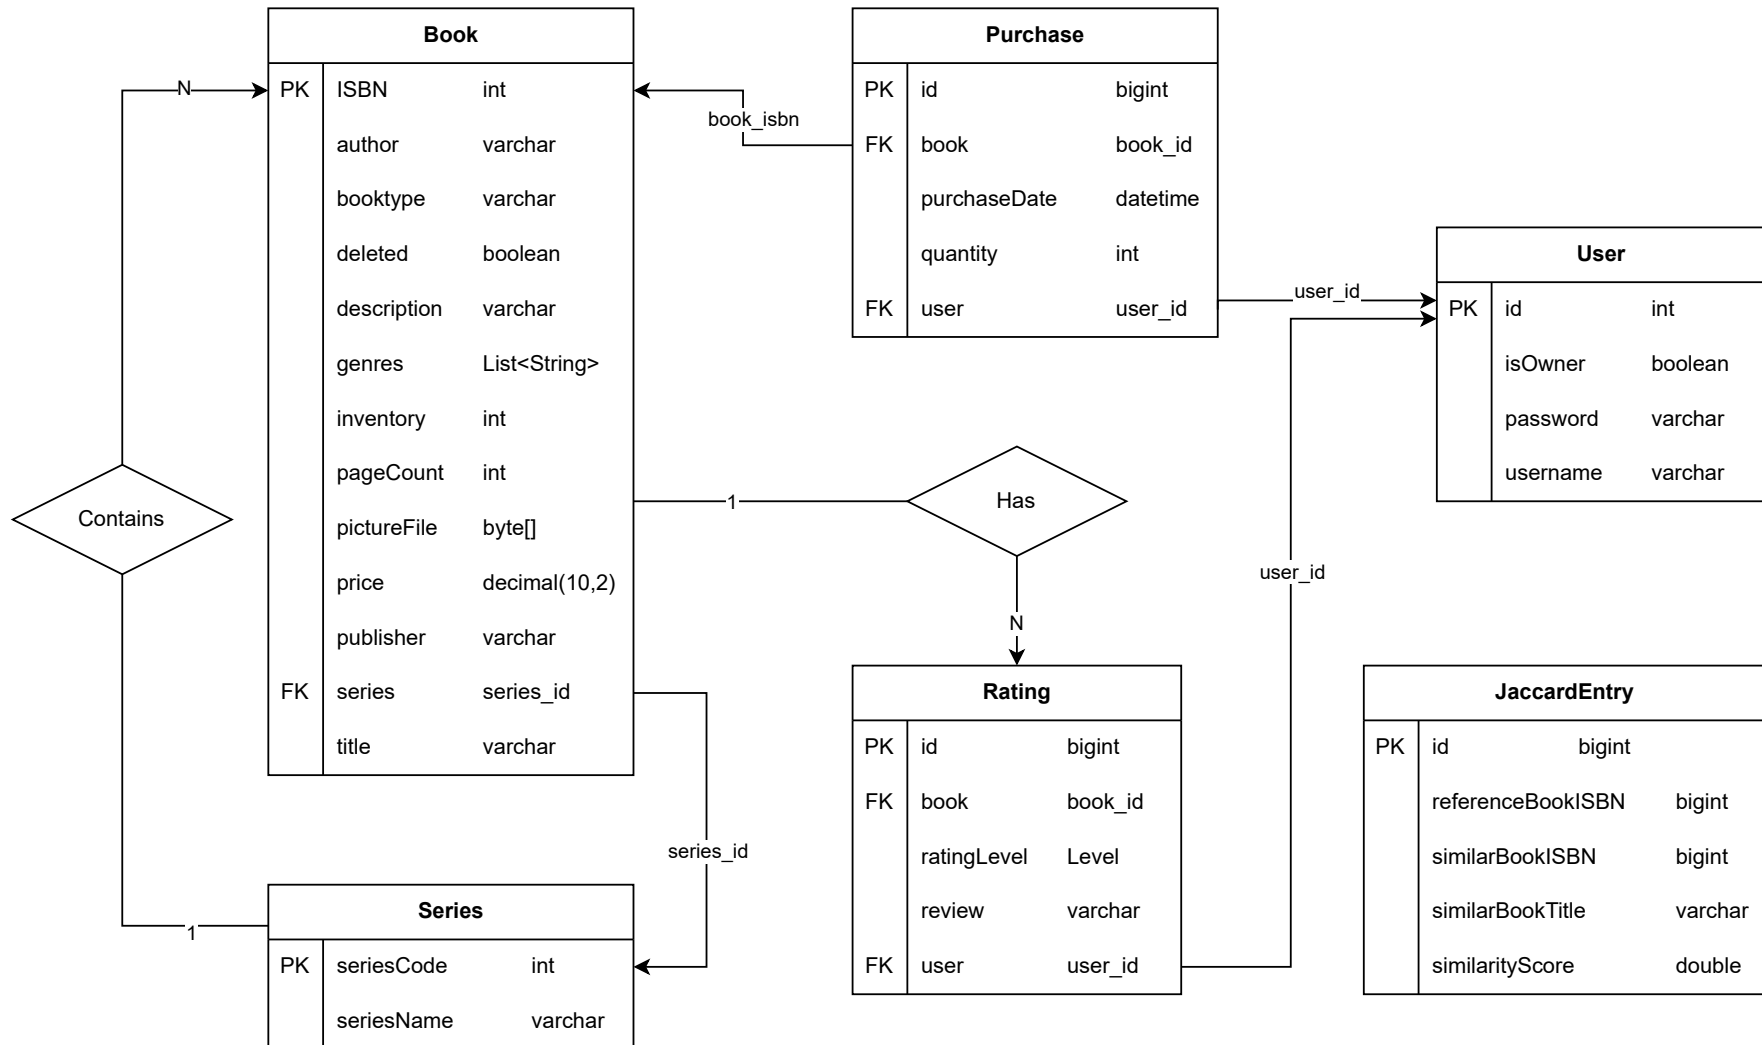 Book
PK ISBN int
author varchar
booktype varchar
deleted boolean
description varchar
genres List<String>
inventory int
pageCount int
pictureFile byte[]
price decimal(10,2)
publisher varchar
FK series series_id
title varchar
Purchase
PK id bigint
FK book book_id
purchaseDate datetime
quantity int
FK user user_id
User
PK id int
isOwner boolean
password varchar
username varchar
N
book_isbn
user_id
Contains
1
Has
N
user_id
Rating
PK id bigint
FK book book_id
ratingLevel Level
review varchar
FK user user_id
JaccardEntry
PK id bigint
referenceBookISBN bigint
similarBookISBN bigint
similarBookTitle varchar
similarityScore double
series_id
1
Series
PK seriesCode int
seriesName varchar